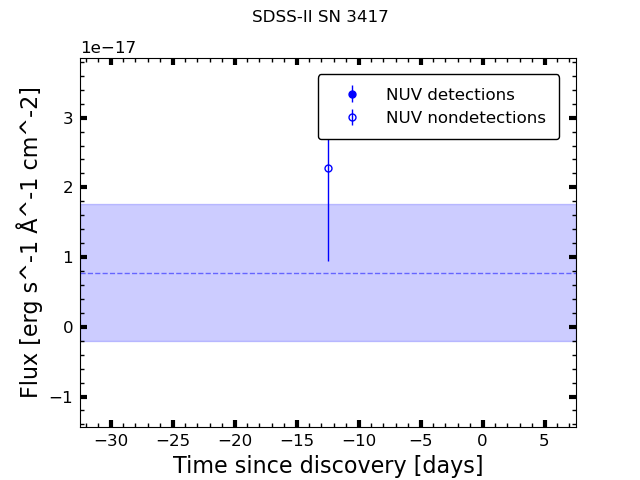 SDSS-II SN 3417
1e−17
NUV detections
NUV nondetections
3
2
1
0
−1
Flux [erg s^-1 Å^-1 cm^-2]
−30 −25 −20 −15 −10 −5 0 5
Time since discovery [days]